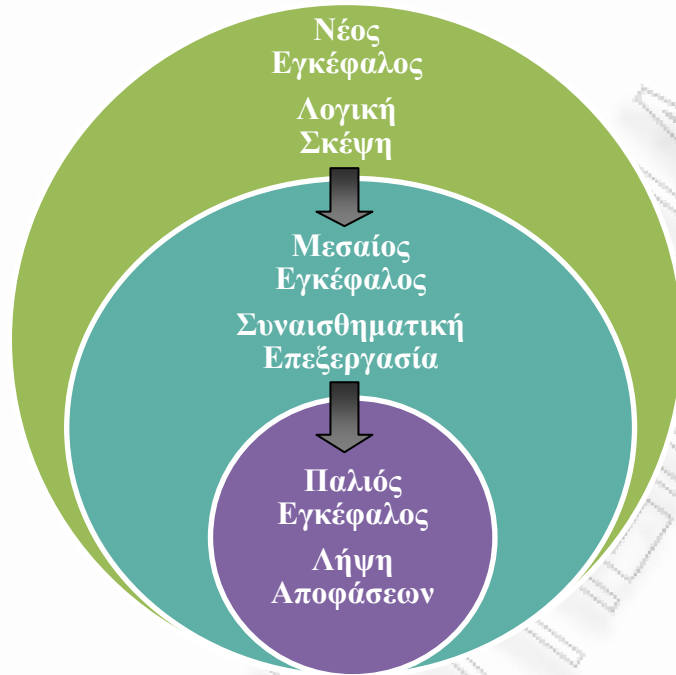 Νέος
Εγκέφαλος
Λογική
Σκέψη
Μεσαίος
Εγκέφαλος
Συναισθηματική
Επεξεργασία
Παλιός
Εγκέφαλος
Λήψη
Αποφάσεων